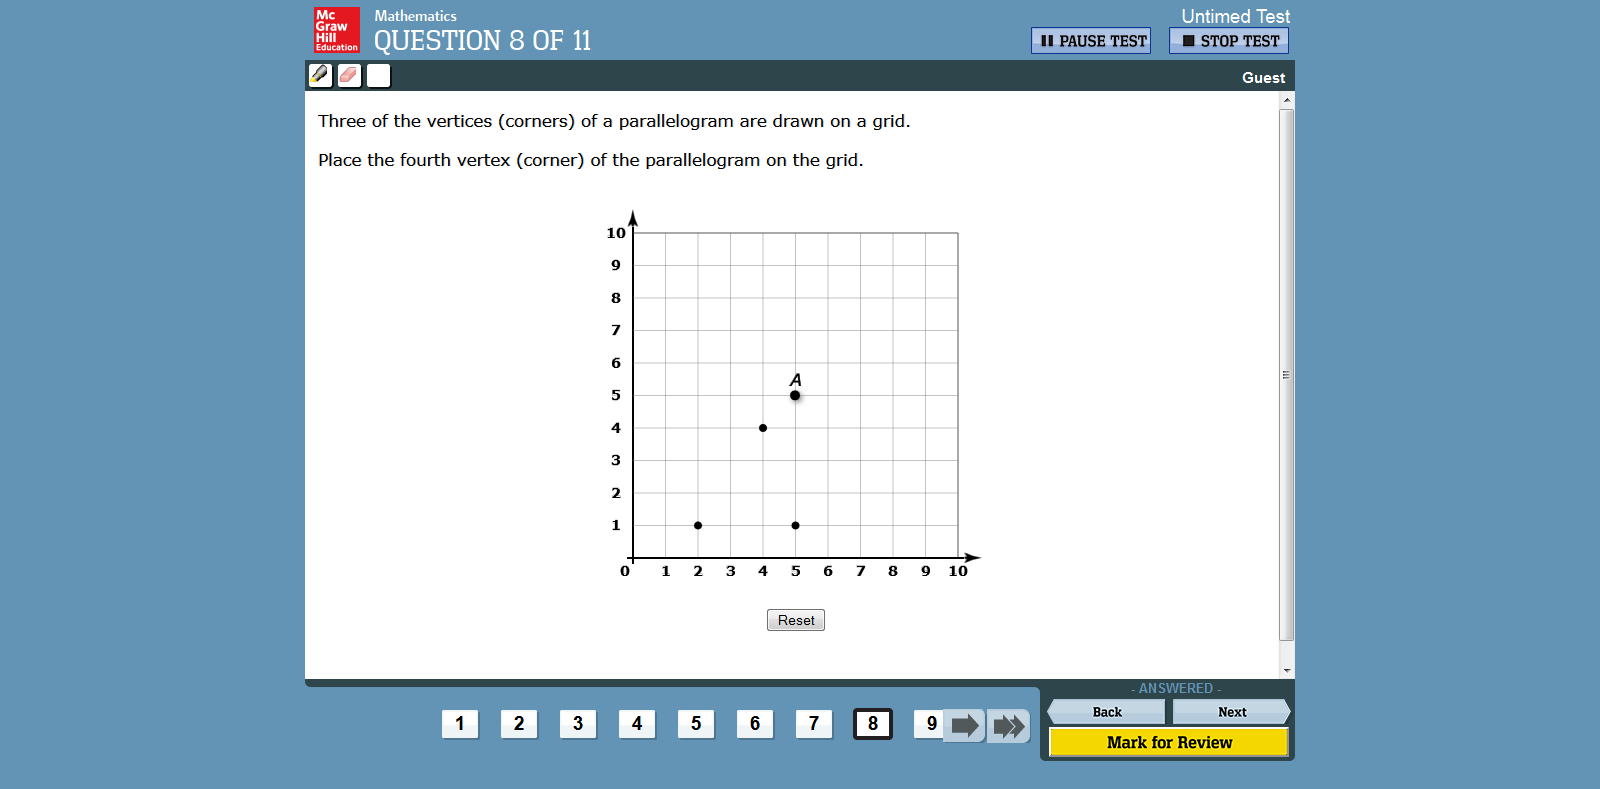 Mc
Graw
Hill
Education
Mathematics
QUESTION 8 OF 11
Untimed Test
PAUSE TEST
STOP TEST
Guest
Three of the vertices (corners) of a parallelogram are drawn on a grid.
Place the fourth vertex (corner) of the parallelogram on the grid.
10
9
8
7
6
5
4
3
2
1
A
0 1 2 3 4 5 6 7 8 9 10
Reset
- ANSWERED -
1 2 3 4 5 6 7 8 9
Back Next
Mark for Review